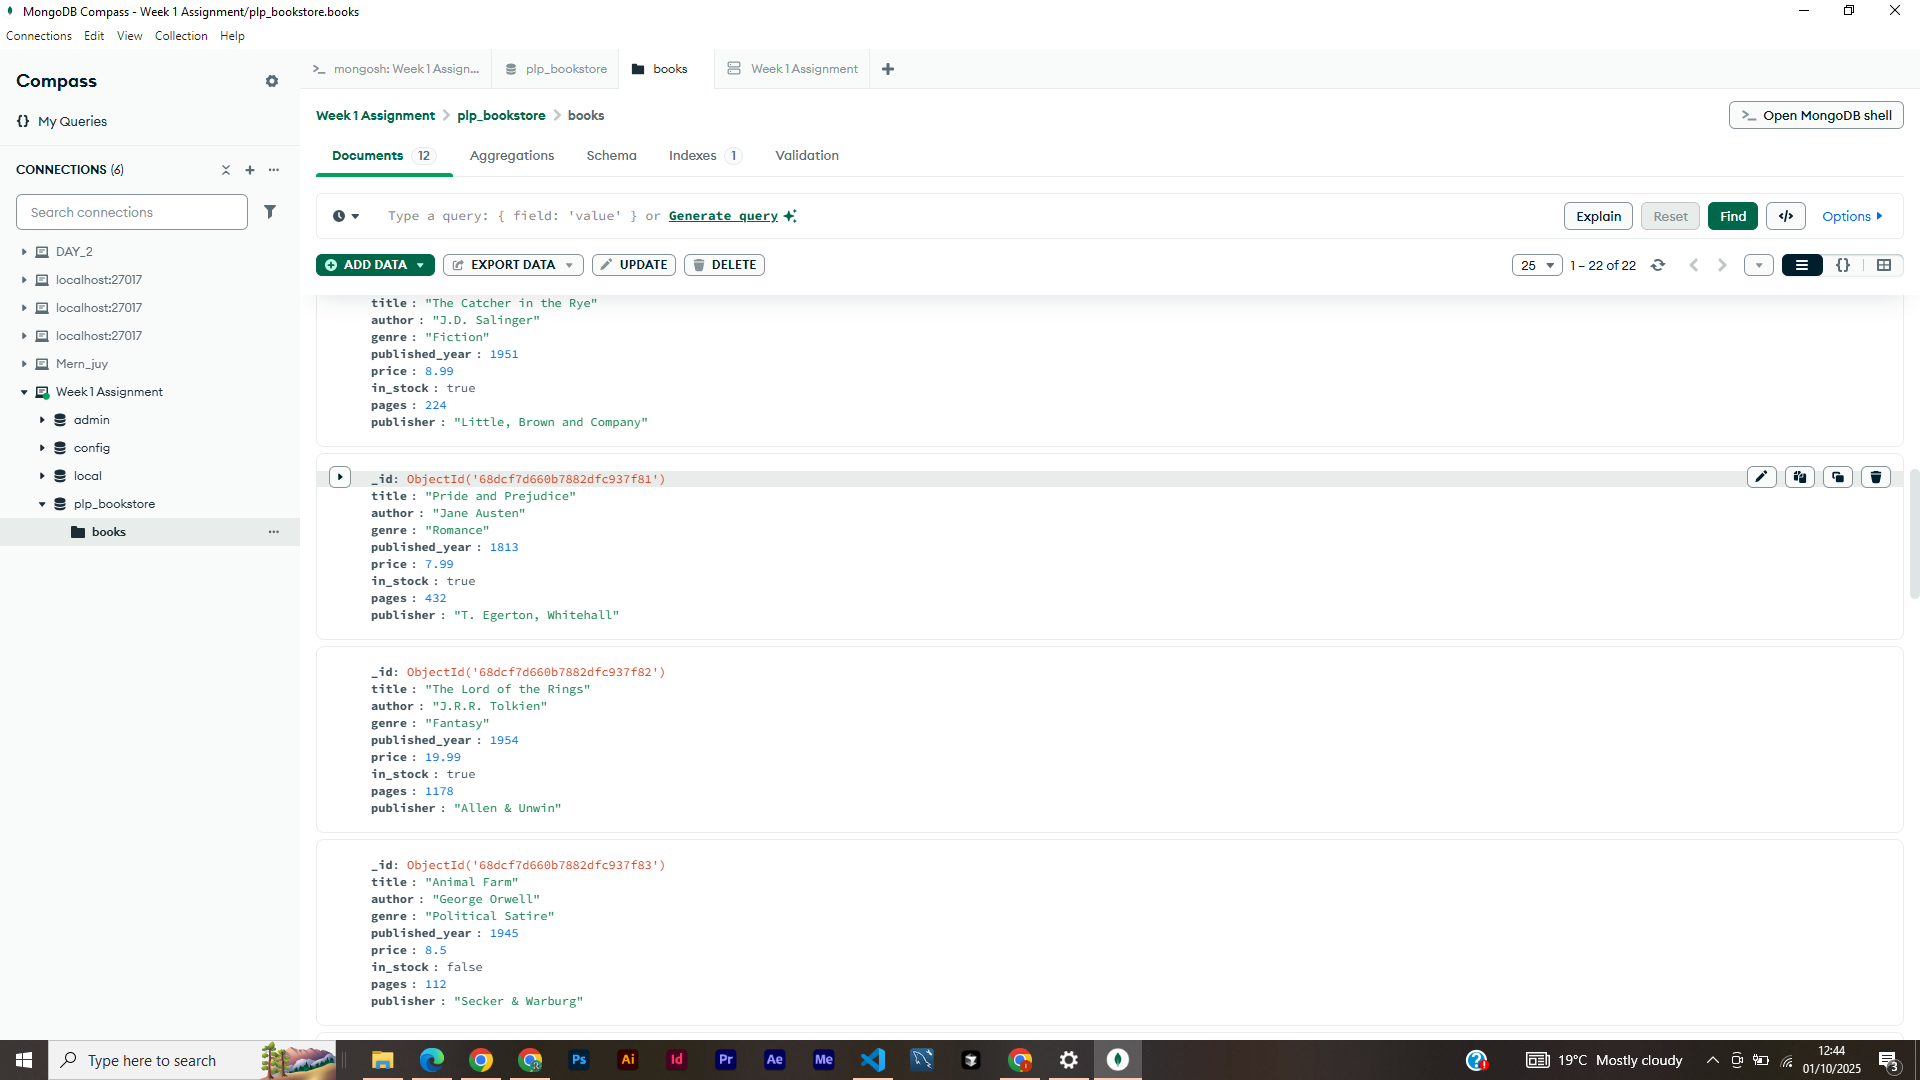 MongoDB Compass - Week 1 Assignment/plp_bookstore.books
Connections Edit View Collection Help
Compass
{} My Queries
CONNECTIONS (6)
Search connections
DAY_2
localhost:27017
localhost:27017
localhost:27017
Mern_juy
Week 1 Assignment
admin
config
local
plp_bookstore
books
>_ mongosh: Week 1 Assign... plp_bookstore books Week 1 Assignment +
Week 1 Assignment > plp_bookstore > books
>_ Open MongoDB shell
Documents 12 Aggregations Schema Indexes 1 Validation
Type a query: { field: 'value' } or Generate query
Explain Reset Find </> Options
ADD DATA EXPORT DATA UPDATE DELETE
25 1 – 22 of 22 {}
title : "The Catcher in the Rye"
author : "J.D. Salinger"
genre : "Fiction"
published_year : 1951
price : 8.99
in_stock : true
pages : 224
publisher : "Little, Brown and Company"
_id: ObjectId('68dcf7d660b7882dfc937f81')
title : "Pride and Prejudice"
author : "Jane Austen"
genre : "Romance"
published_year : 1813
price : 7.99
in_stock : true
pages : 432
publisher : "T. Egerton, Whitehall"
_id: ObjectId('68dcf7d660b7882dfc937f82')
title : "The Lord of the Rings"
author : "J.R.R. Tolkien"
genre : "Fantasy"
published_year : 1954
price : 19.99
in_stock : true
pages : 1178
publisher : "Allen & Unwin"
_id: ObjectId('68dcf7d660b7882dfc937f83')
title : "Animal Farm"
author : "George Orwell"
genre : "Political Satire"
published_year : 1945
price : 8.5
in_stock : false
pages : 112
publisher : "Secker & Warburg"
Type here to search
Ps Ai Id Pr Ae Me
19°C Mostly cloudy
12:44
01/10/2025
3